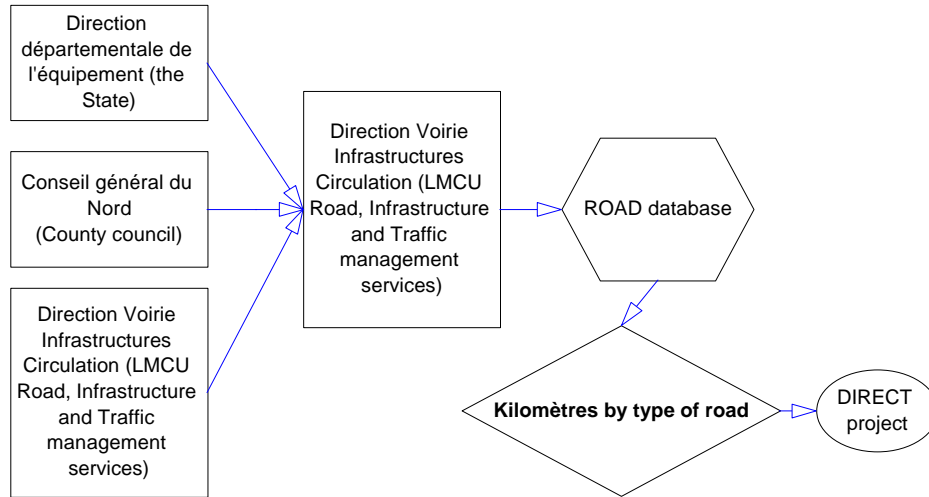 Direction
départementale de
l'équipement (the
State)
Conseil général du
Nord
(County council)
Direction Voirie
Infrastructures
Circulation (LMCU
Road, Infrastructure
and Traffic
management
services)
Direction Voirie
Infrastructures
Circulation (LMCU
Road, Infrastructure
and Traffic
management
services)
ROAD database
Kilomètres by type of road
DIRECT
project